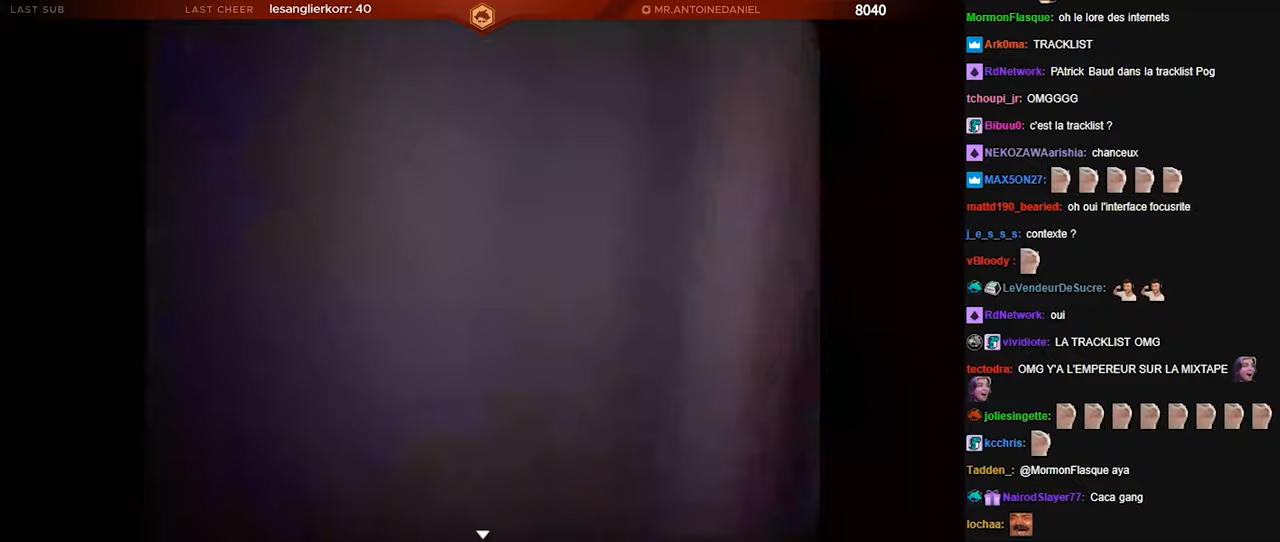 LAST SUB
LAST CHEER lesanglierkorr: 40
MR.ANTOINEDANIEL
8040
MormonFlasque: oh le lore des internets
Ark0ma: TRACKLIST
RdNetwork: PAtrick Baud dans la tracklist Pog
tchoupi_jr: OMGGGG
Bibuu0: c'est la tracklist ?
NEKOZAWAarishia: chanceux
MAX5ON27:
mattd190_bearied: oh oui l'interface focusrite
j_e_s_s_s: contexte ?
vBloody :
LeVendeurDeSucre:
RdNetwork: oui
vividiote: LA TRACKLIST OMG
tectodra: OMG Y'A L'EMPEREUR SUR LA MIXTAPE
joliesingette:
kcchris:
Tadden_: @MormonFlasque aya
NairodSlayer77: Caca gang
lochaa: